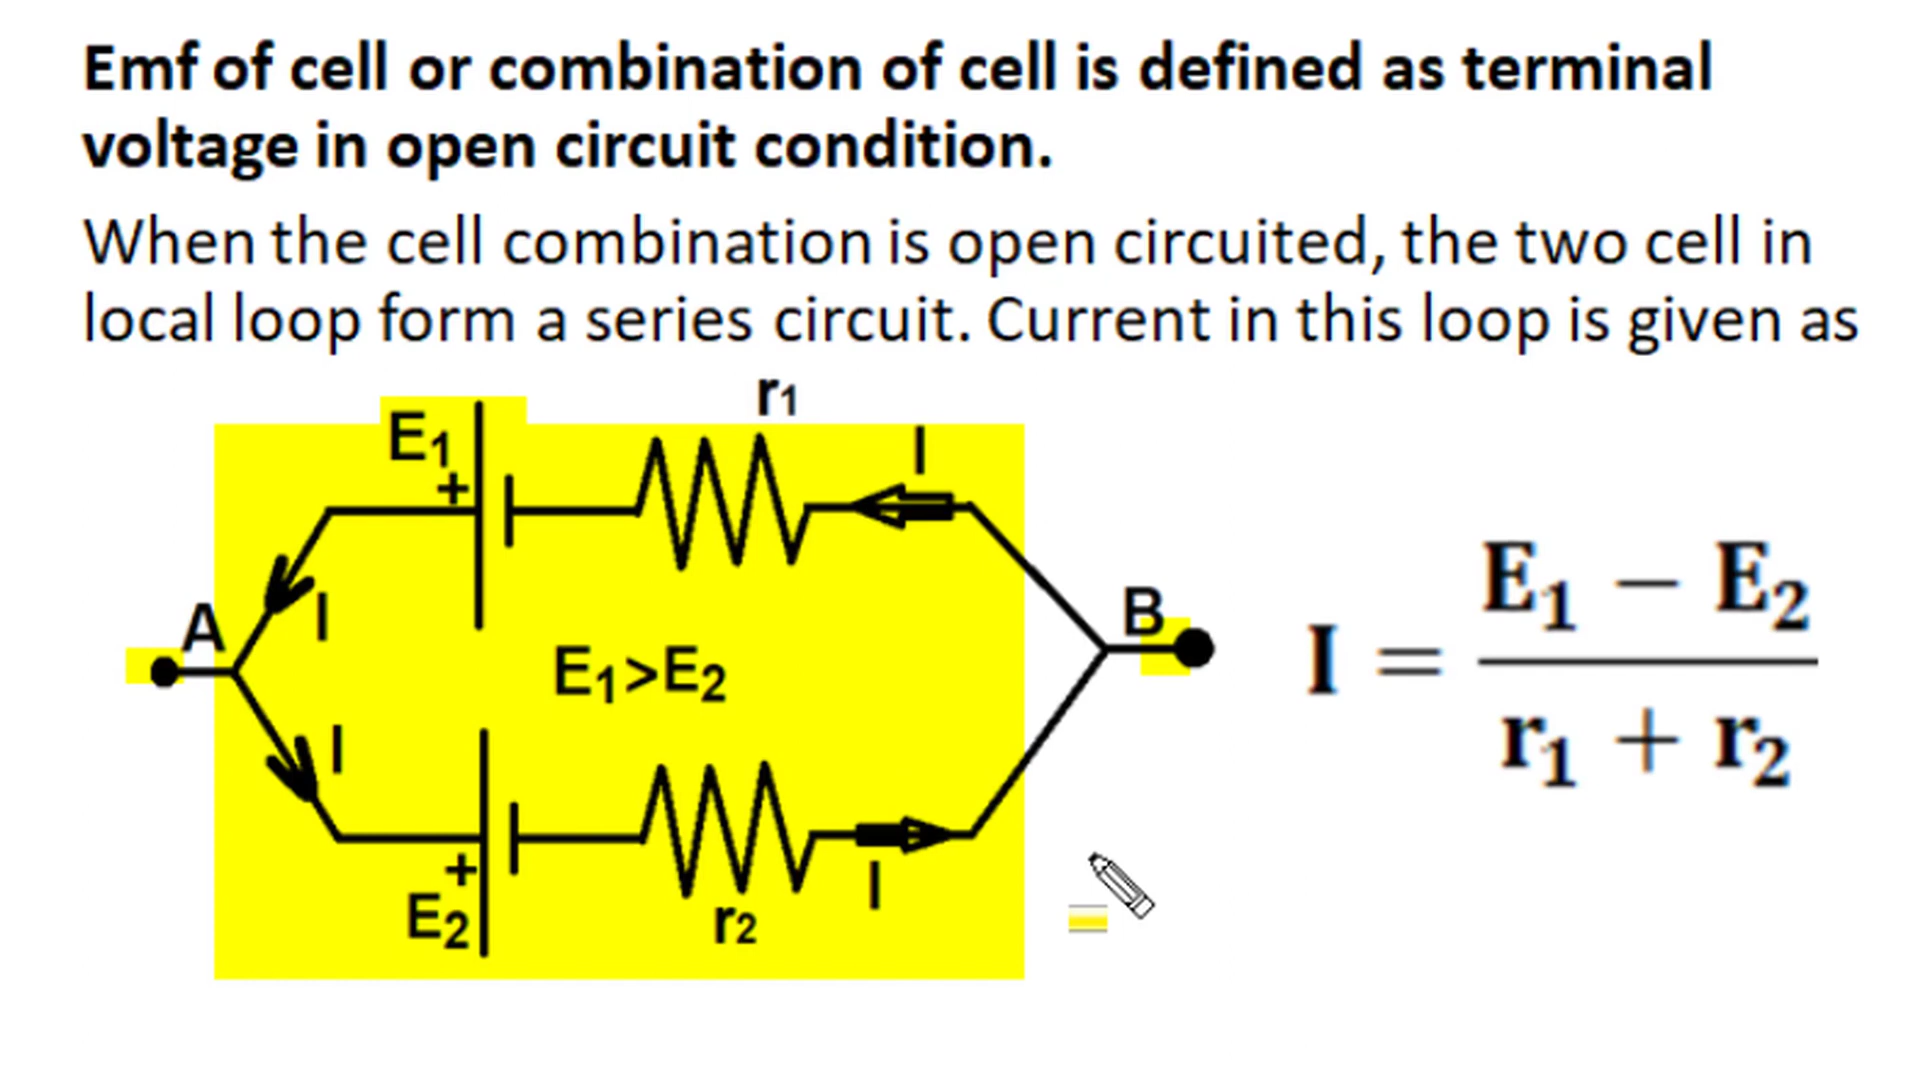 Emf of cell or combination of cell is defined as terminal
voltage in open circuit condition.
When the cell combination is open circuited, the two cell in
local loop form a series circuit. Current in this loop is given as
r1
E1
+
I
I
A
B
E1>E2
I = E1 − E2 / r1 + r2
I
+
E2
r2
I